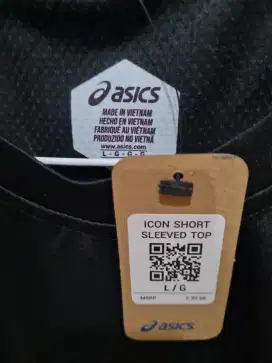 asics
MADE IN VIETNAM
HECHO EN VIETNAM
FABRIQUÉ AU VIÊTNAM
PRODUZIDO NO VIETNÃ
www.asics.com
L - G - G - G
ICON SHORT
SLEEVED TOP
L / G
asics